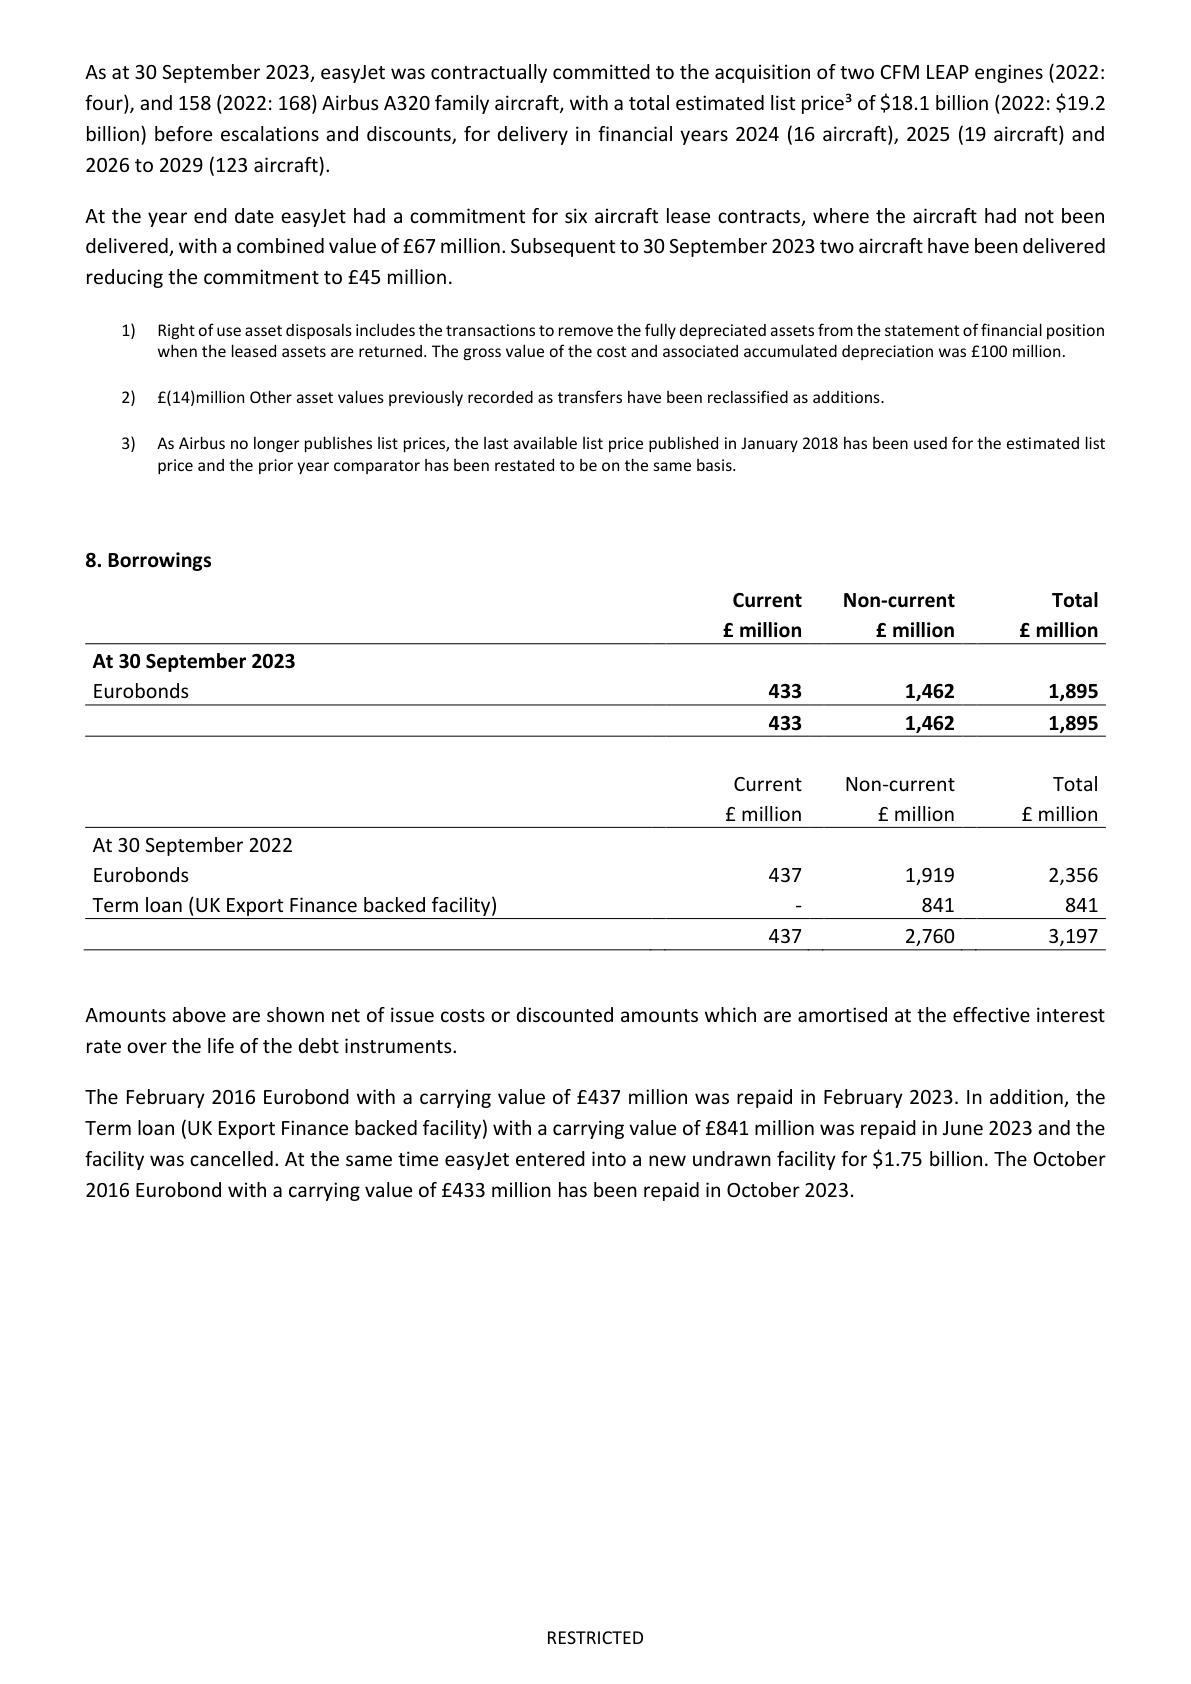 As at 30 September 2023, easyJet was contractually committed to the acquisition of two CFM LEAP engines (2022:
four), and 158 (2022: 168) Airbus A320 family aircraft, with a total estimated list price³ of $18.1 billion (2022: $19.2
billion) before escalations and discounts, for delivery in financial years 2024 (16 aircraft), 2025 (19 aircraft) and
2026 to 2029 (123 aircraft).
At the year end date easyJet had a commitment for six aircraft lease contracts, where the aircraft had not been
delivered, with a combined value of £67 million. Subsequent to 30 September 2023 two aircraft have been delivered
reducing the commitment to £45 million.
1) Right of use asset disposals includes the transactions to remove the fully depreciated assets from the statement of financial position
when the leased assets are returned. The gross value of the cost and associated accumulated depreciation was £100 million.
2) £(14)million Other asset values previously recorded as transfers have been reclassified as additions.
3) As Airbus no longer publishes list prices, the last available list price published in January 2018 has been used for the estimated list
price and the prior year comparator has been restated to be on the same basis.
8. Borrowings
Current Non-current Total
£ million £ million £ million
At 30 September 2023
Eurobonds 433 1,462 1,895
433 1,462 1,895
Current Non-current Total
£ million £ million £ million
At 30 September 2022
Eurobonds 437 1,919 2,356
Term loan (UK Export Finance backed facility) - 841 841
437 2,760 3,197
Amounts above are shown net of issue costs or discounted amounts which are amortised at the effective interest
rate over the life of the debt instruments.
The February 2016 Eurobond with a carrying value of £437 million was repaid in February 2023. In addition, the
Term loan (UK Export Finance backed facility) with a carrying value of £841 million was repaid in June 2023 and the
facility was cancelled. At the same time easyJet entered into a new undrawn facility for $1.75 billion. The October
2016 Eurobond with a carrying value of £433 million has been repaid in October 2023.
RESTRICTED